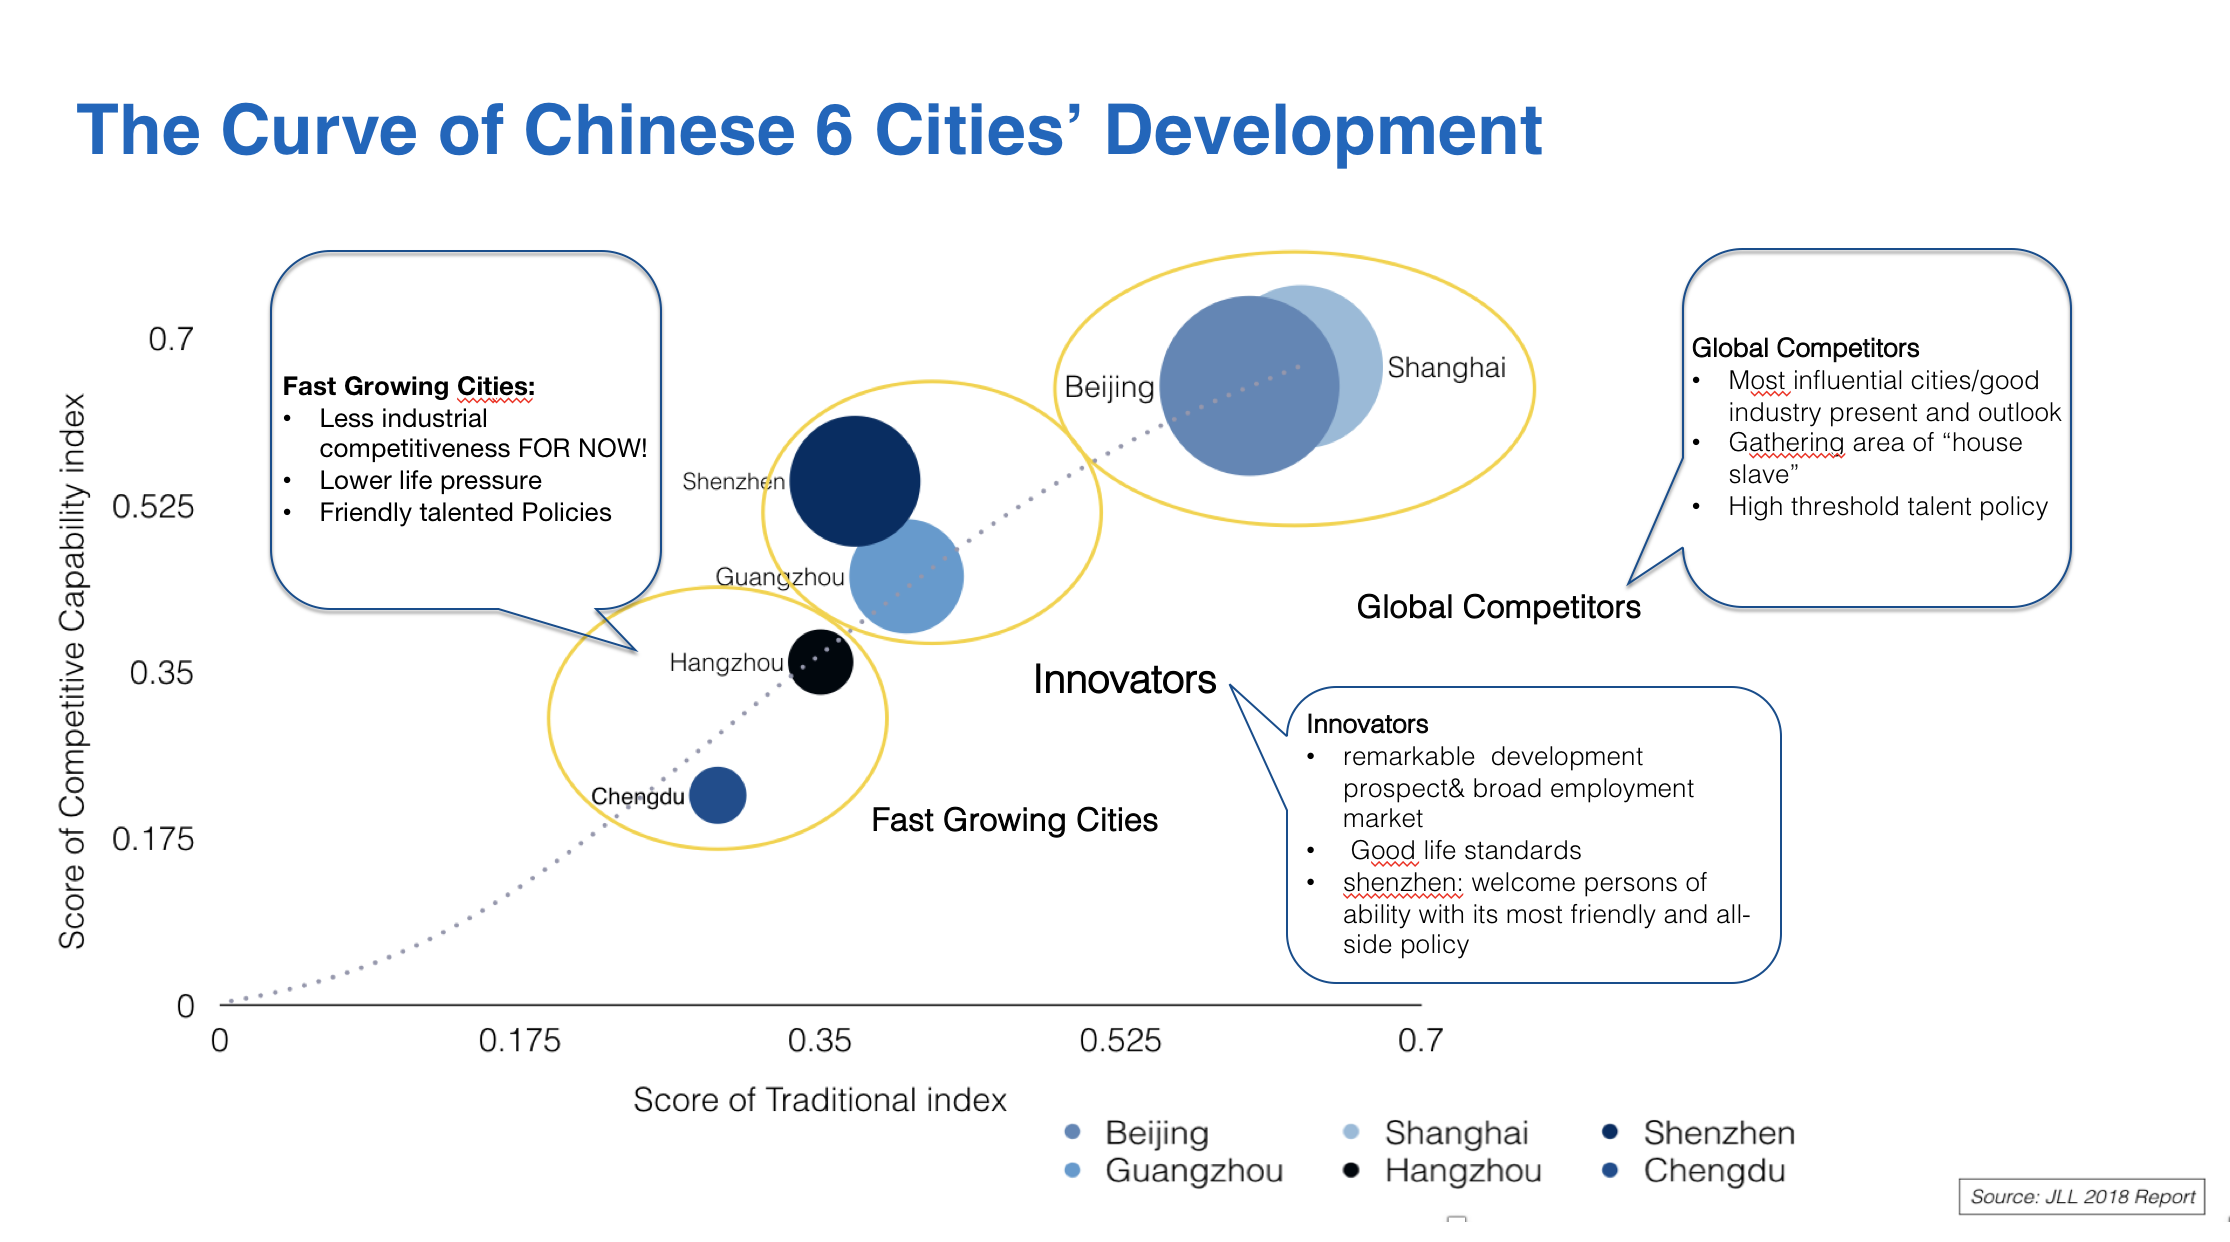 The Curve of Chinese 6 Cities’ Development
Fast Growing Cities:
• Less industrial
competitiveness FOR NOW!
• Lower life pressure
• Friendly talented Policies
Global Competitors
• Most influential cities/good
industry present and outlook
• Gathering area of “house
slave”
• High threshold talent policy
Score of Competitive Capability index
0.7
0.525
0.35
0.175
0
Beijing
Shanghai
Shenzhen
Guangzhou
Hangzhou
Chengdu
Global Competitors
Innovators
Fast Growing Cities
Innovators
• remarkable  development
prospect& broad employment
market
• Good life standards
• shenzhen: welcome persons of
ability with its most friendly and all-
side policy
0 0.175 0.35 0.525 0.7
Score of Traditional index
Beijing Shanghai Shenzhen
Guangzhou Hangzhou Chengdu
Source: JLL 2018 Report